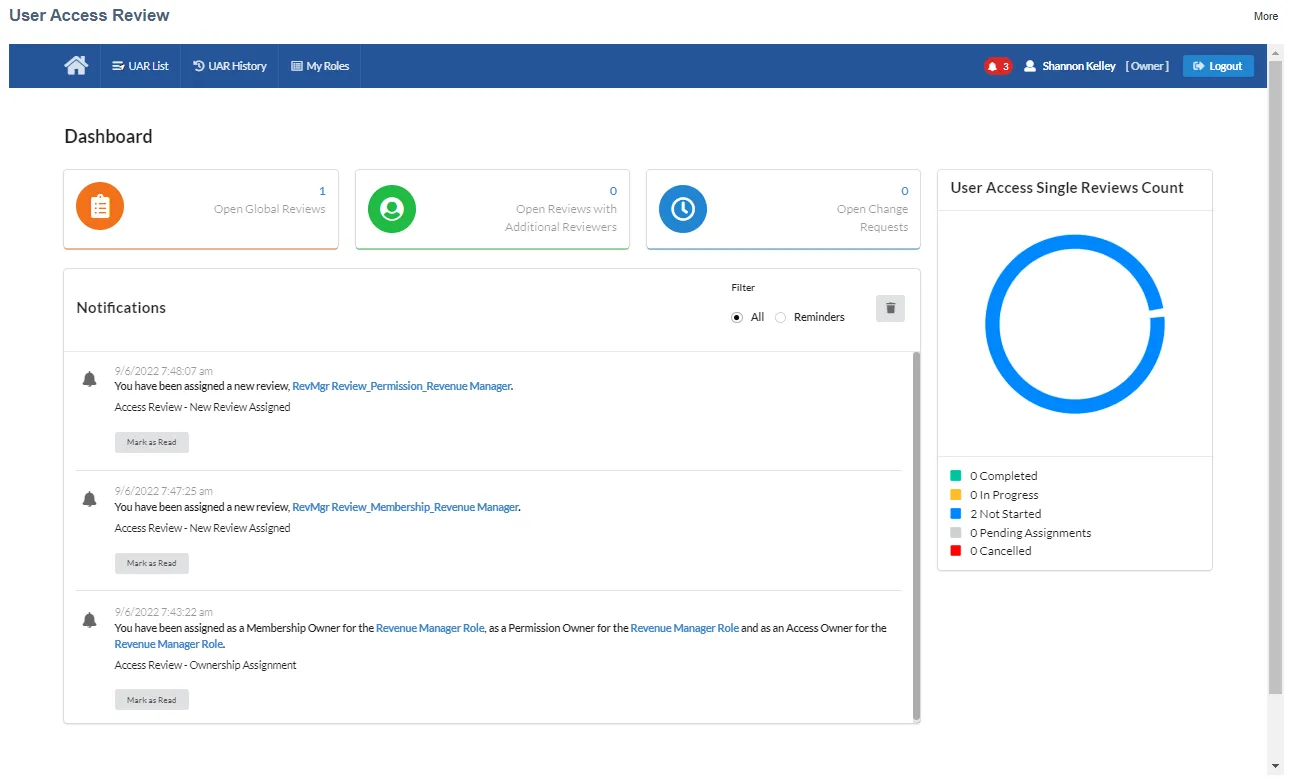 User Access Review
More
UAR List UAR History My Roles 3 Shannon Kelley [Owner] Logout
Dashboard
1
Open Global Reviews
0
Open Reviews with
Additional Reviewers
0
Open Change
Requests
User Access Single Reviews Count
0 Completed
0 In Progress
2 Not Started
0 Pending Assignments
0 Cancelled
Notifications
Filter
All Reminders
9/6/2022 7:48:07 am
You have been assigned a new review, RevMgr Review_Permission_Revenue Manager.
Access Review - New Review Assigned
Mark as Read
9/6/2022 7:47:25 am
You have been assigned a new review, RevMgr Review_Membership_Revenue Manager.
Access Review - New Review Assigned
Mark as Read
9/6/2022 7:43:22 am
You have been assigned as a Membership Owner for the Revenue Manager Role, as a Permission Owner for the Revenue Manager Role and as an Access Owner for the
Revenue Manager Role.
Access Review - Ownership Assignment
Mark as Read